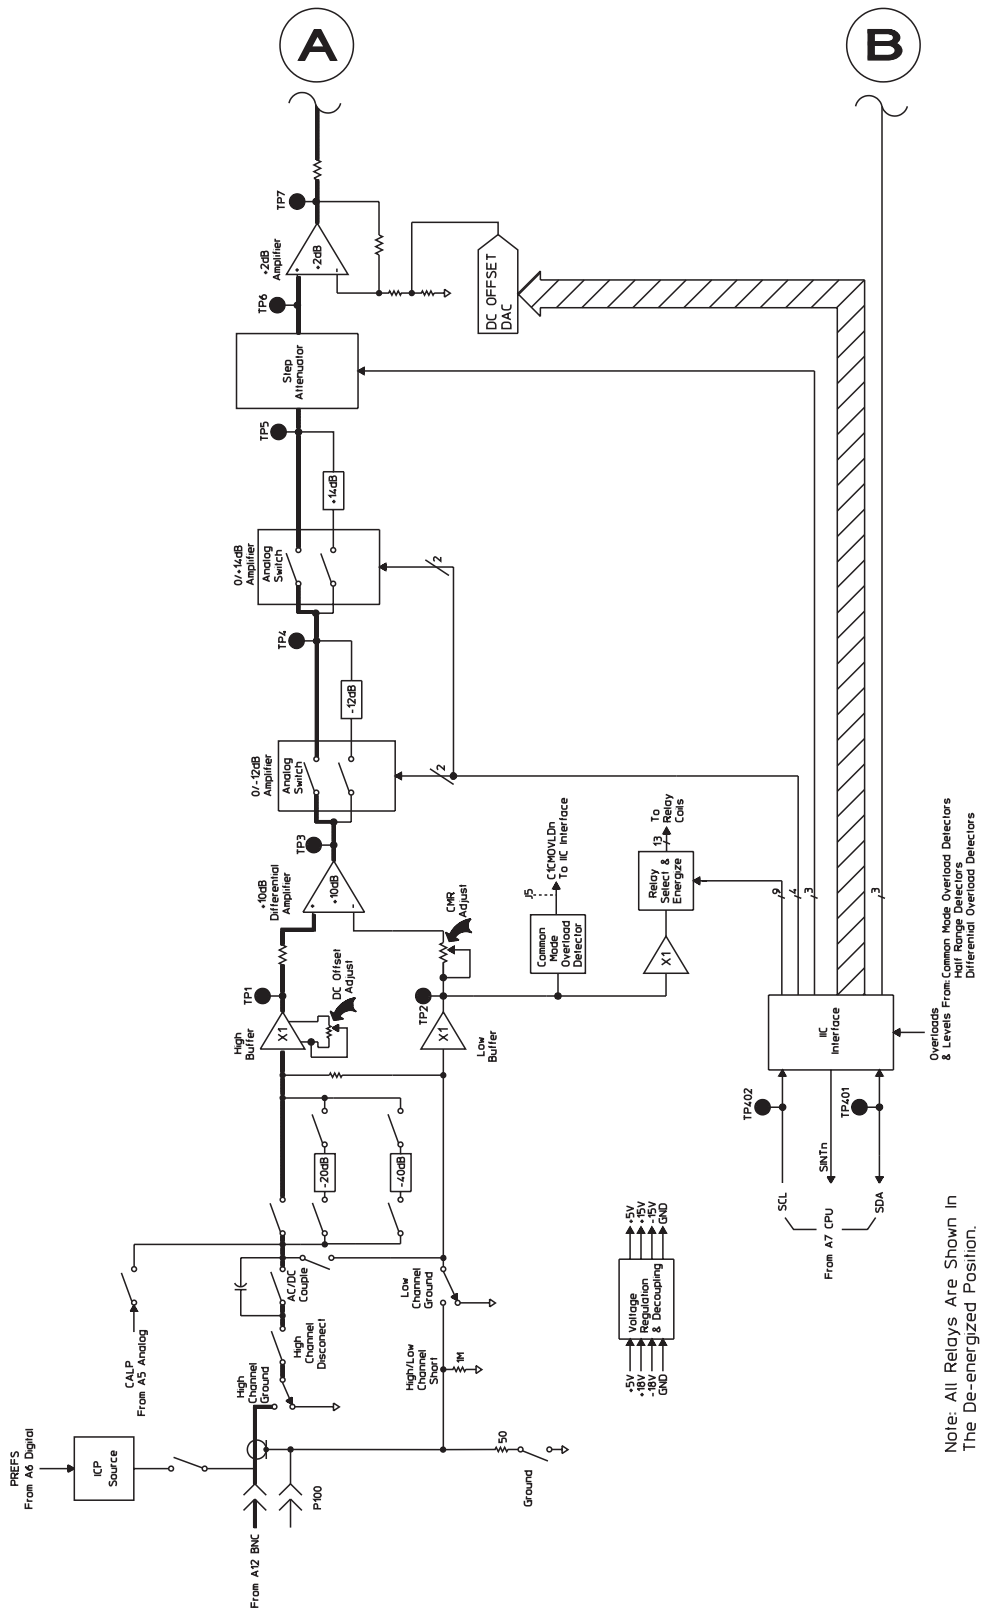 A
B
TP7
+2dB
Amplifier
+2dB
+
-
TP6
DC OFFSET
DAC
Step
Attenuator
TP5
+14dB
0/+14dB
Amplifier
Analog
Switch
2
TP4
-12dB
0/-12dB
Amplifier
Analog
Switch
2
TP3
+10dB
Differential
Amplifier
+10dB
+
-
CMR
Adjust
J5
C1CMOVLDn
To IIC Interface
Common
Mode
Overload
Detector
13
To
Relay
Coils
Relay
Select &
Energize
X1
9
4
3
3
TP1
DC Offset
Adjust
High
Buffer
X1
TP2
X1
Low
Buffer
IIC
Interface
Overloads
& Levels From:
Common Mode Overload Detectors
Half Range Detectors
Differential Overload Detectors
TP402
TP401
SCL
SINTn
SDA
From A7 CPU
-20dB
-40dB
CALP
From A5 Analog
AC/DC
Couple
High
Channel
Disconect
High
Channel
Ground
Low
Channel
Ground
High/Low
Channel
Short
1M
+5V
+15V
-15V
GND
Voltage
Regulation
& Decoupling
+5V
+18V
-18V
GND
PREFS
From A6 Digital
ICP
Source
From A12 BNC
P100
50
Ground
Note: All Relays Are Shown In
The De-energized Position.